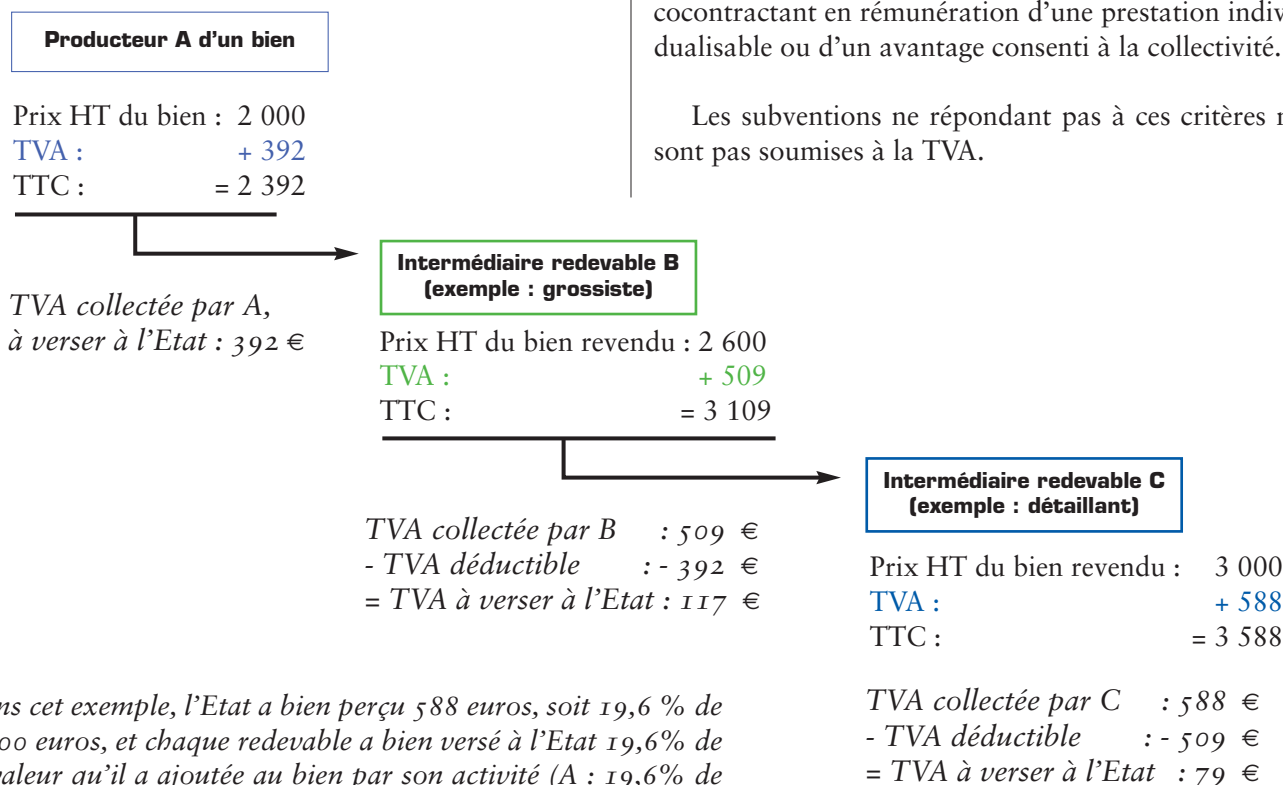 Producteur A d'un bien
Prix HT du bien : 2 000
TVA : + 392
TTC : = 2 392
TVA collectée par A,
à verser à l'Etat : 392 €
cocontractant en rémunération d'une prestation indivi
dualisable ou d'un avantage consenti à la collectivité.
Les subventions ne répondant pas à ces critères
sont pas soumises à la TVA.
Intermédiaire redevable B
(exemple : grossiste)
Prix HT du bien revendu : 2 600
TVA : + 509
TTC : = 3 109
TVA collectée par B : 509 €
- TVA déductible : - 392 €
= TVA à verser à l'Etat : 117 €
Intermédiaire redevable C
(exemple : détaillant)
Prix HT du bien revendu : 3 000
TVA : + 588
TTC : = 3 588
TVA collectée par C : 588 €
- TVA déductible : - 509 €
= TVA à verser à l'Etat : 79 €
ns cet exemple, l'Etat a bien perçu 588 euros, soit 19,6 % de
00 euros, et chaque redevable a bien versé à l'Etat 19,6% de
valeur qu'il a ajoutée au bien par son activité (A : 19,6% de